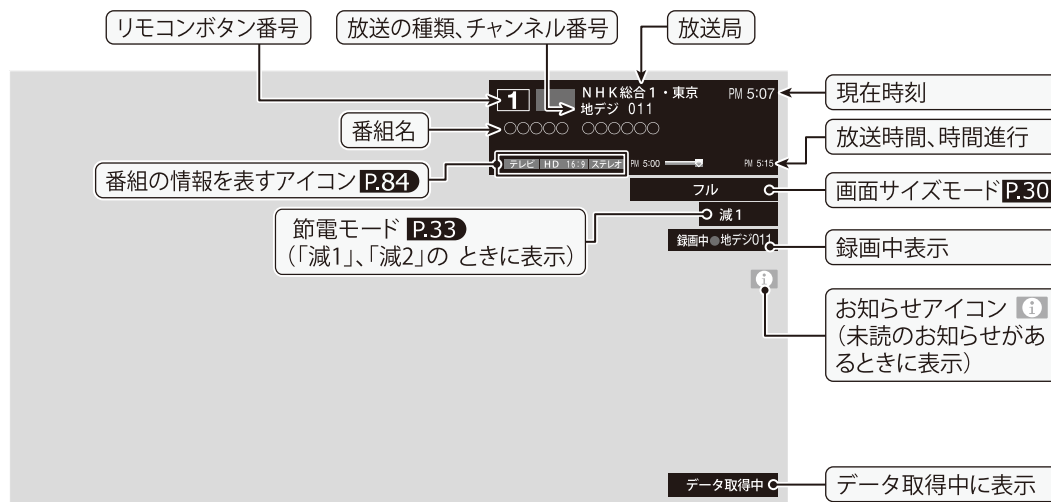 リモコンボタン番号
放送の種類、チャンネル番号
放送局
1
NHK総合1・東京
PM 5:07
地デジ 011
○○○○○ ○○○○○○
テレビ HD 16:9 ステレオ PM 5:00 PM 5:15
フル
減1
録画中●地デジ011
データ取得中
番組名
番組の情報を表すアイコン P.84
節電モード P.33
(「減1」、「減2」の ときに表示)
現在時刻
放送時間、時間進行
画面サイズモード P.30
録画中表示
お知らせアイコン i
(未読のお知らせがあ
るときに表示)
データ取得中に表示